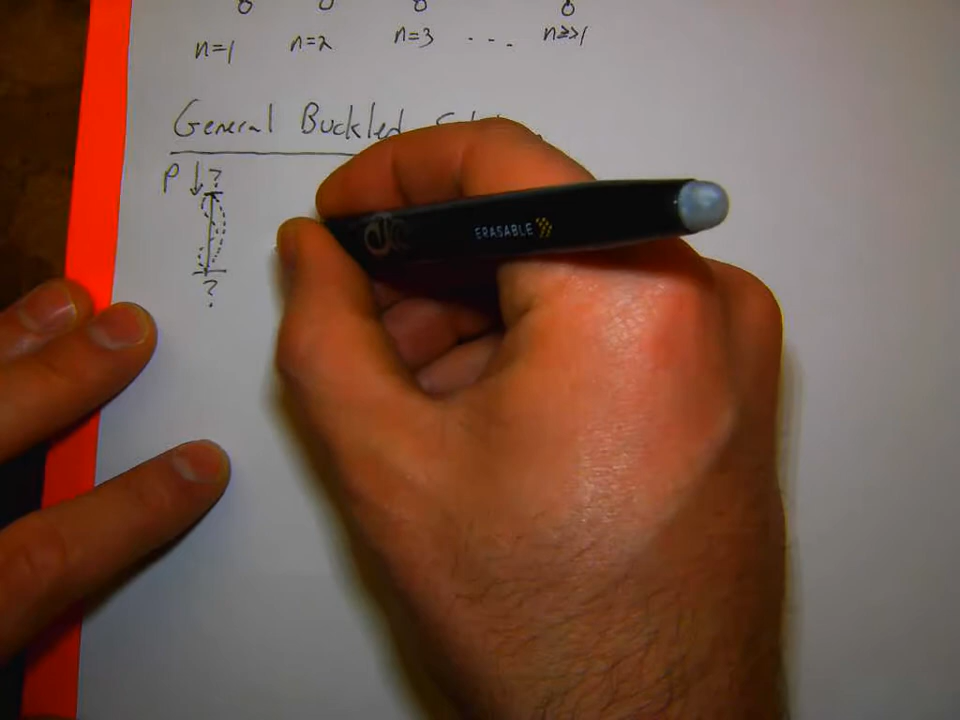 n=1 n=2 n=3 ... n>>1
General Buckled
P ↓ ?
?
ERASABLE